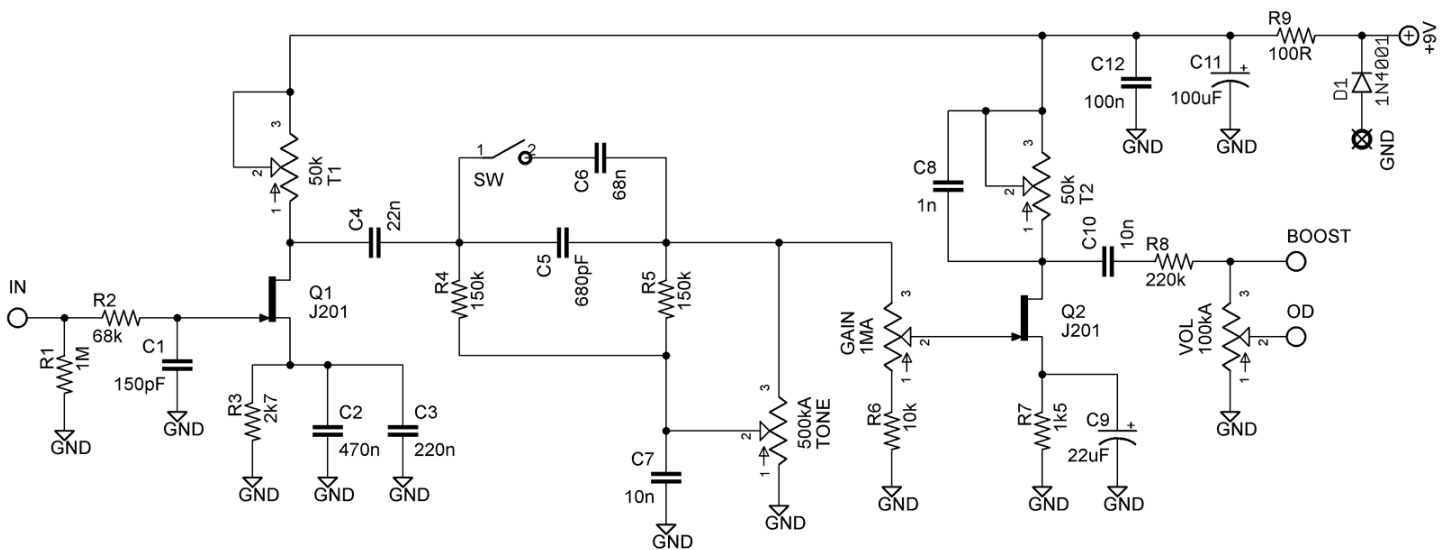 R9
100R
+9V
C12
100n
C11
+
100uF
D1
1N4001
GND
GND
GND
3
2
1
50k
T1
1
2
SW
C6
68n
C8
1n
3
2
1
50k
T2
C4
22n
C5
680pF
C10
10n
R8
220k
BOOST
IN
R2
68k
Q1
J201
R4
150k
R5
150k
GAIN
1MA
3
2
1
Q2
J201
VOL
100kA
3
2
1
OD
R1
1M
C1
150pF
GND
GND
R3
2k7
C2
470n
C3
220n
GND
GND
GND
C7
10n
GND
3
2
1
500kA
TONE
GND
R6
10k
GND
R7
1k5
GND
C9
+
22uF
GND
GND